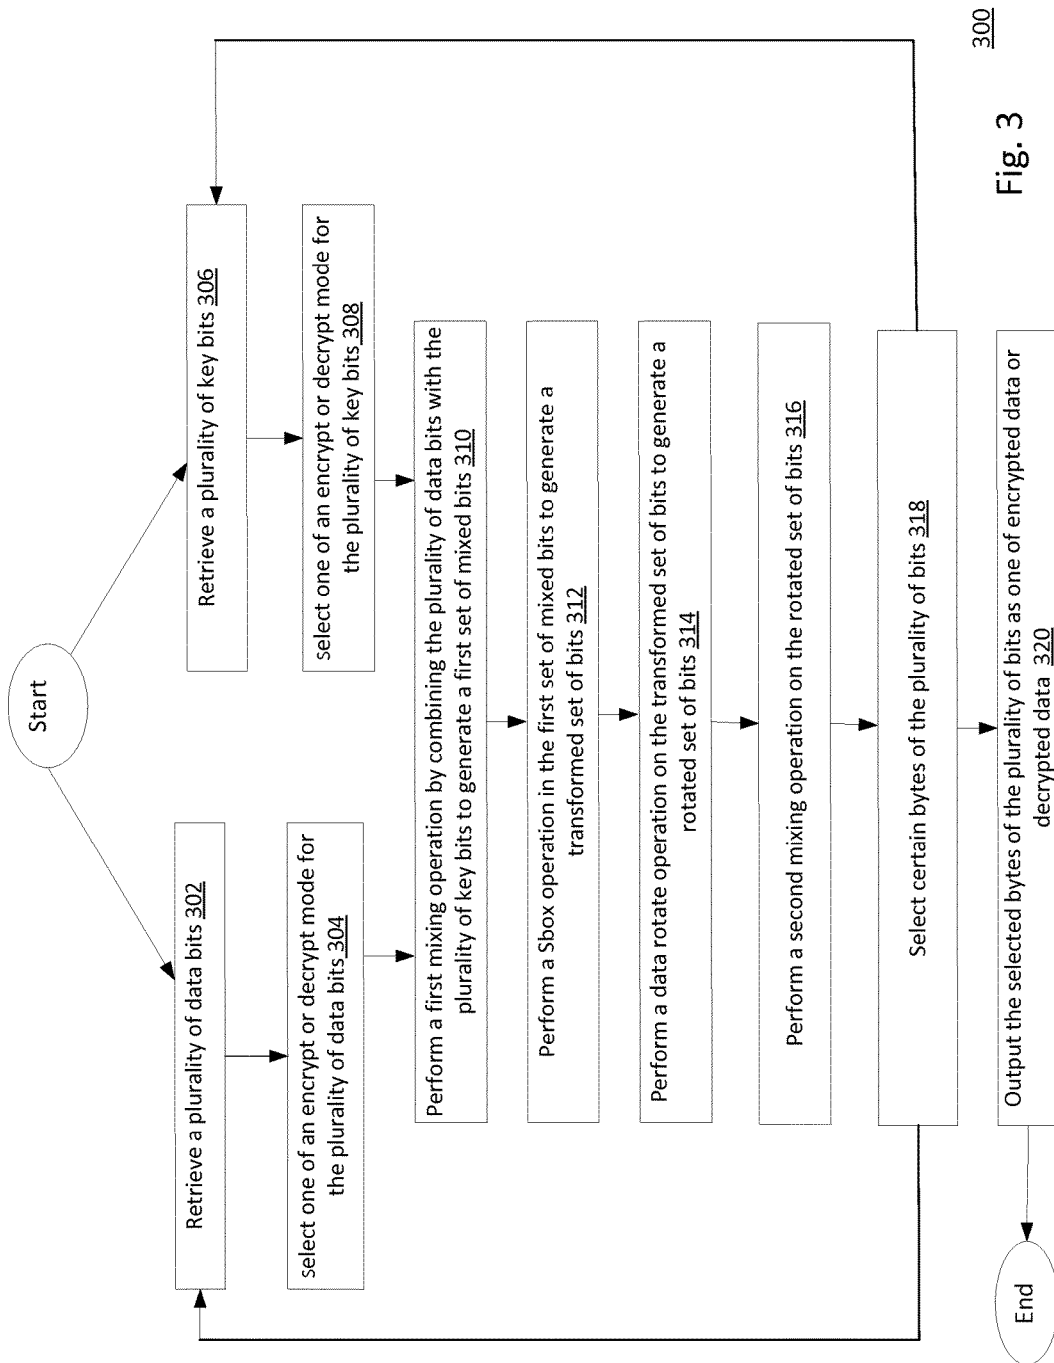 Start
Retrieve a plurality of data bits 302
select one of an encrypt or decrypt mode for
the plurality of data bits 304
Retrieve a plurality of key bits 306
select one of an encrypt or decrypt mode for
the plurality of key bits 308
Perform a first mixing operation by combining the plurality of data bits with the
plurality of key bits to generate a first set of mixed bits 310
Perform a Sbox operation in the first set of mixed bits to generate a
transformed set of bits 312
Perform a data rotate operation on the transformed set of bits to generate a
rotated set of bits 314
Perform a second mixing operation on the rotated set of bits 316
Select certain bytes of the plurality of bits 318
Output the selected bytes of the plurality of bits as one of encrypted data or
decrypted data 320
End
300
Fig. 3